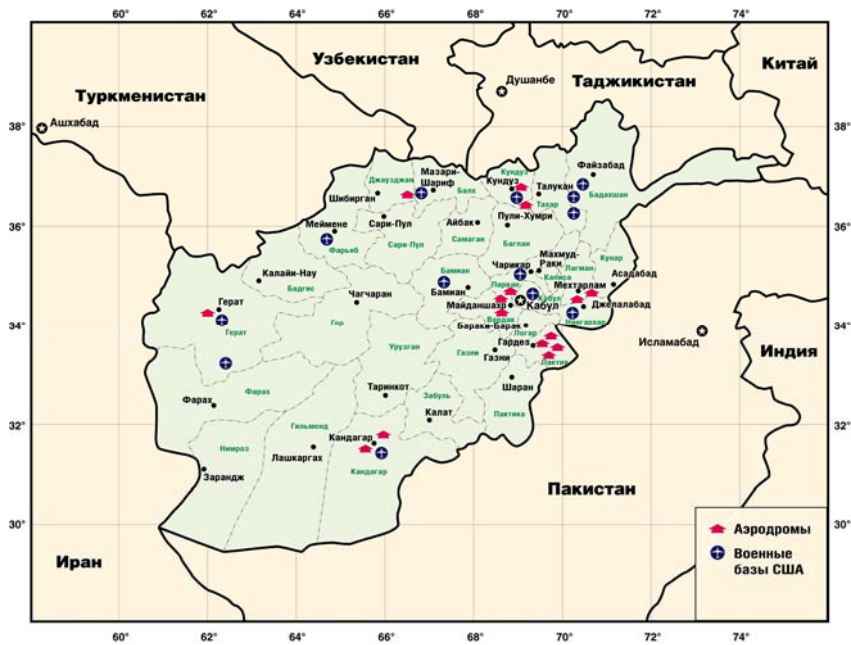 60° 62° 64° 66° 68° 70° 72° 74°
Узбекистан
Душанбе
Таджикистан
Китай
Туркменистан
Ашхабад
38° 38°
Файзабад
Мазари-
Шариф
Кундуз
Кундуз
Талукан
Джаузджан
Балх
Бадахшан
Шибирган
Тахар
36° 36°
Сари-Пул
Айбак
Пули-Хумри
Меймене
Фарьяб
Сари-Пул
Саманган
Баглан
Махмуд-
Раки
Кунар
Чарикар
Лагман
Асадабад
Калайи-Нау
Бадгис
Бамиан
Каписа
Мехтарлам
Бамиан
Парван
Чагчаран
Кабул
Кабул
Джелалабад
Майданшахр
Герат
Вардак
Нангархар
34° 34°
Герат
Гор
Бараки-Барак
Логар
Исламабад
Гардез
Урузган
Газни
Газни
Пактия
Индия
Шаран
Фарах
Таринкот
Забуль
Фарах
Калат
Пактика
32° 32°
Гильменд
Кандагар
Нимроз
Лашкаргах
Кандагар
Зарандж
Пакистан
30° 30°
Аэродромы
Военные
базы США
Иран
60° 62° 64° 66° 68° 70° 72° 74°